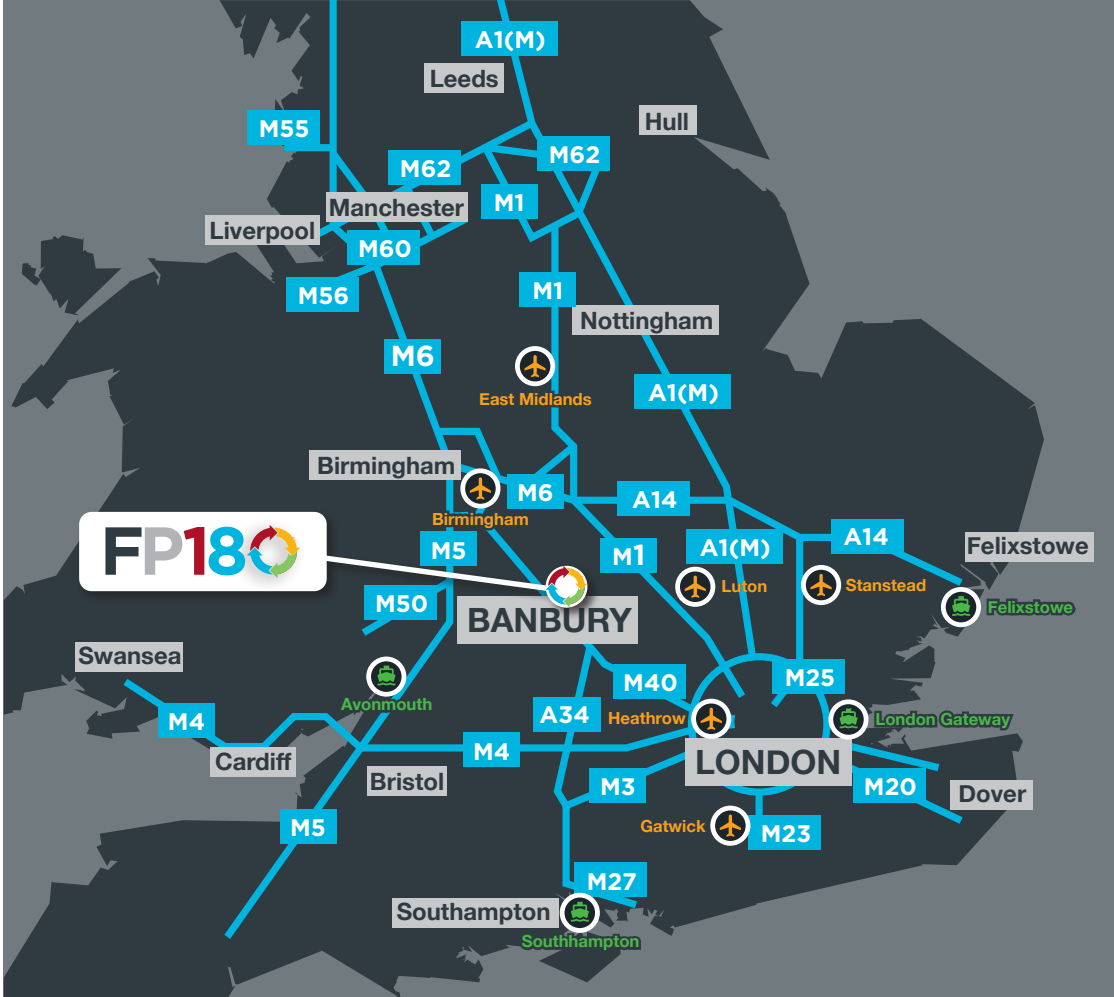 A1(M)
Leeds
Hull
M55
M62
M62
M1
Manchester
Liverpool
M60
M56
M1
Nottingham
M6
East Midlands
A1(M)
Birmingham
M6
A14
Birmingham
FP180
M5
M1
A1(M)
A14
Felixstowe
Luton
Stanstead
Felixstowe
M50
BANBURY
Swansea
M40
M25
Avonmouth
M4
A34
Heathrow
London Gateway
Cardiff
M4
LONDON
Bristol
M3
M20
Dover
M5
Gatwick
M23
M27
Southampton
Southhampton